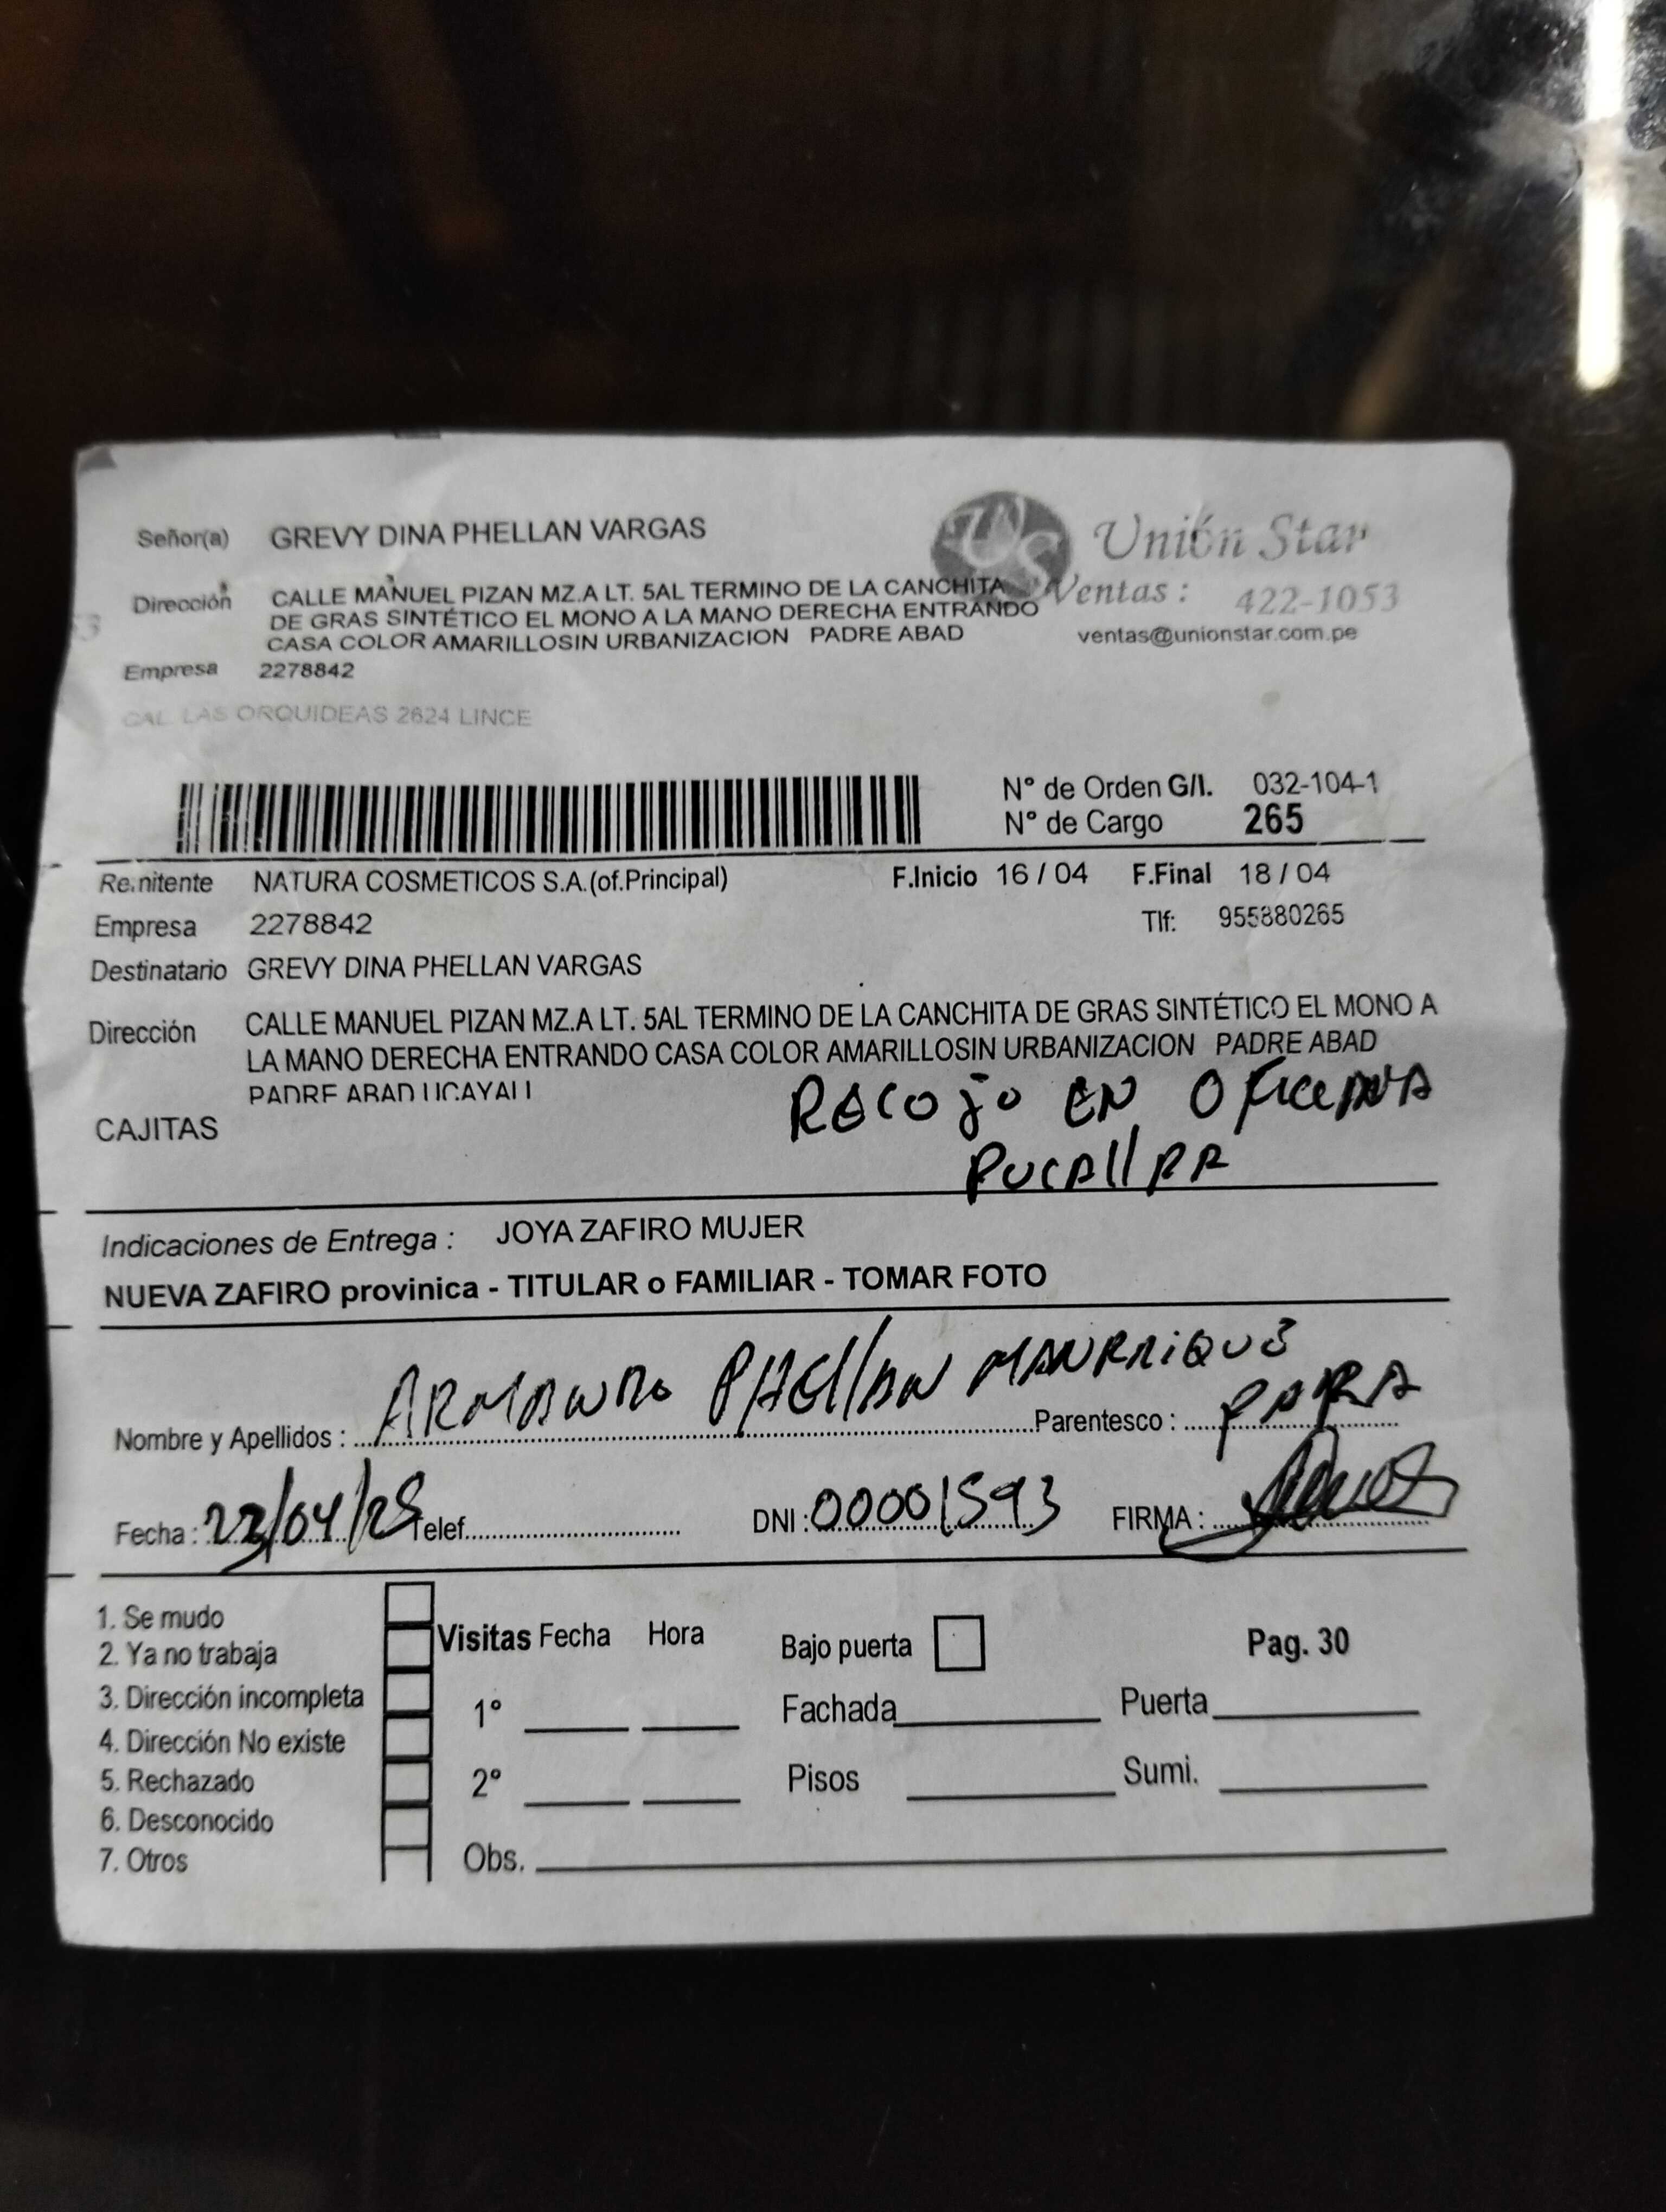 Señor(a) GREVY DINA PHELLAN VARGAS
Unión Star
Dirección CALLE MANUEL PIZAN MZ.A LT. 5AL TERMINO DE LA CANCHITA
DE GRAS SINTÉTICO EL MONO A LA MANO DERECHA ENTRANDO
CASA COLOR AMARILLOSIN URBANIZACION PADRE ABAD
Ventas : 422-1053
ventas@unionstar.com.pe
Empresa 2278842
CAL. LAS ORQUIDEAS 2624 LINCE
N° de Orden G/I. 032-104-1
N° de Cargo 265
Remitente NATURA COSMETICOS S.A.(of.Principal) F.Inicio 16 / 04 F.Final 18 / 04
Empresa 2278842 Tlf: 955880265
Destinatario GREVY DINA PHELLAN VARGAS
Dirección CALLE MANUEL PIZAN MZ.A LT. 5AL TERMINO DE LA CANCHITA DE GRAS SINTÉTICO EL MONO A
LA MANO DERECHA ENTRANDO CASA COLOR AMARILLOSIN URBANIZACION PADRE ABAD
PADRE ABAD UCAYALI
CAJITAS
RECOJO EN OFICINA
PUCAllPA
Indicaciones de Entrega : JOYA ZAFIRO MUJER
NUEVA ZAFIRO provinica - TITULAR o FAMILIAR - TOMAR FOTO
Nombre y Apellidos : ARMANDO PHEllAN MANRRIQUE Parentesco : PAPA
Fecha : 23/04/25 Telef. DNI : 00001593 FIRMA :
1. Se mudo
2. Ya no trabaja
3. Dirección incompleta
4. Dirección No existe
5. Rechazado
6. Desconocido
7. Otros
Visitas Fecha Hora
1°
2°
Obs.
Bajo puerta
Fachada
Pisos
Pag. 30
Puerta
Sumi.